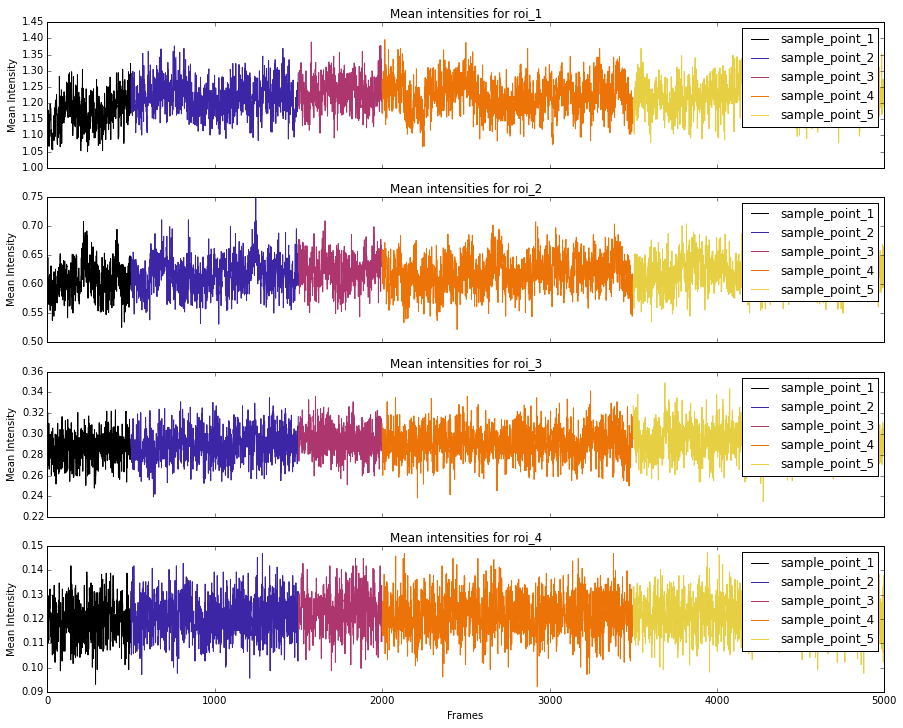 Mean intensities for roi_1
1.45
1.40
1.35
1.30
1.25
1.20
1.15
1.10
1.05
1.00
Mean Intensity
sample_point_1
sample_point_2
sample_point_3
sample_point_4
sample_point_5
Mean intensities for roi_2
0.75
0.70
0.65
0.60
0.55
0.50
Mean Intensity
sample_point_1
sample_point_2
sample_point_3
sample_point_4
sample_point_5
Mean intensities for roi_3
0.36
0.34
0.32
0.30
0.28
0.26
0.24
0.22
Mean Intensity
sample_point_1
sample_point_2
sample_point_3
sample_point_4
sample_point_5
Mean intensities for roi_4
0.15
0.14
0.13
0.12
0.11
0.10
0.09
Mean Intensity
sample_point_1
sample_point_2
sample_point_3
sample_point_4
sample_point_5
0 1000 2000 3000 4000 5000
Frames